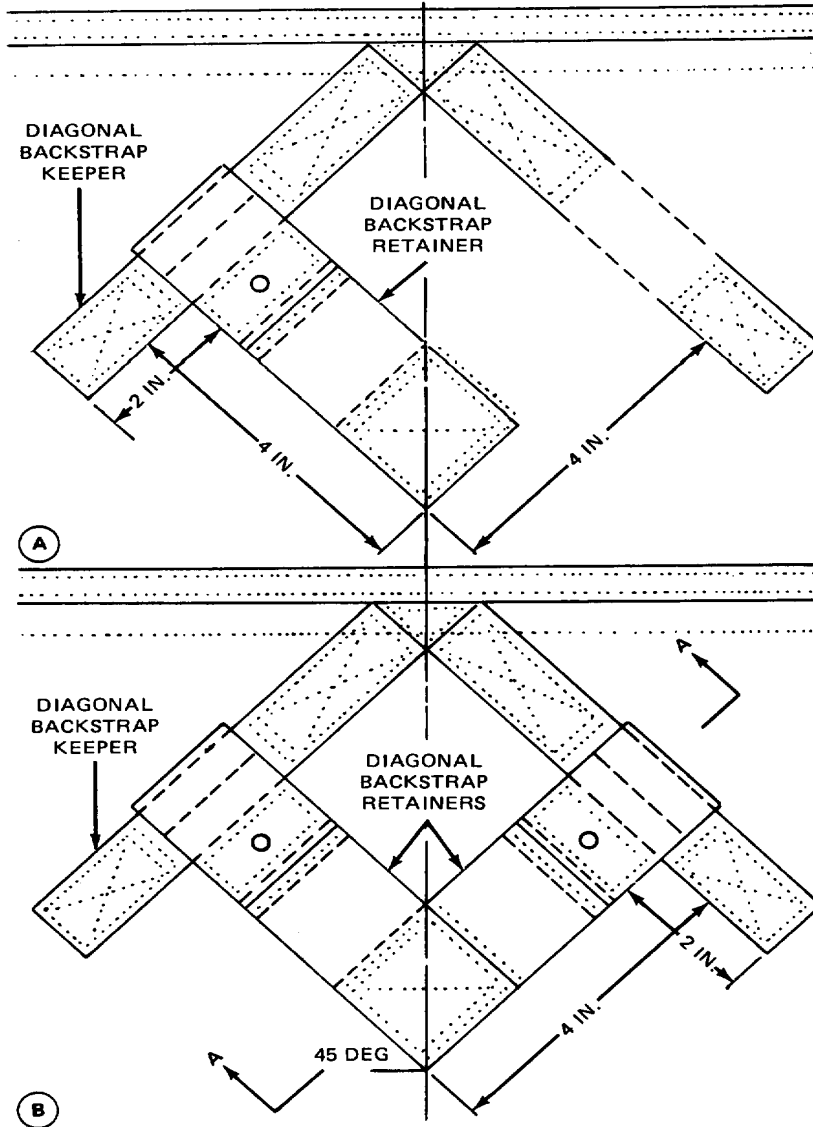 DIAGONAL
BACKSTRAP
KEEPER
DIAGONAL
BACKSTRAP
RETAINER
2 IN.
4 IN.
4 IN.
A
DIAGONAL
BACKSTRAP
KEEPER
DIAGONAL
BACKSTRAP
RETAINERS
A
2 IN.
4 IN.
45 DEG
A
B